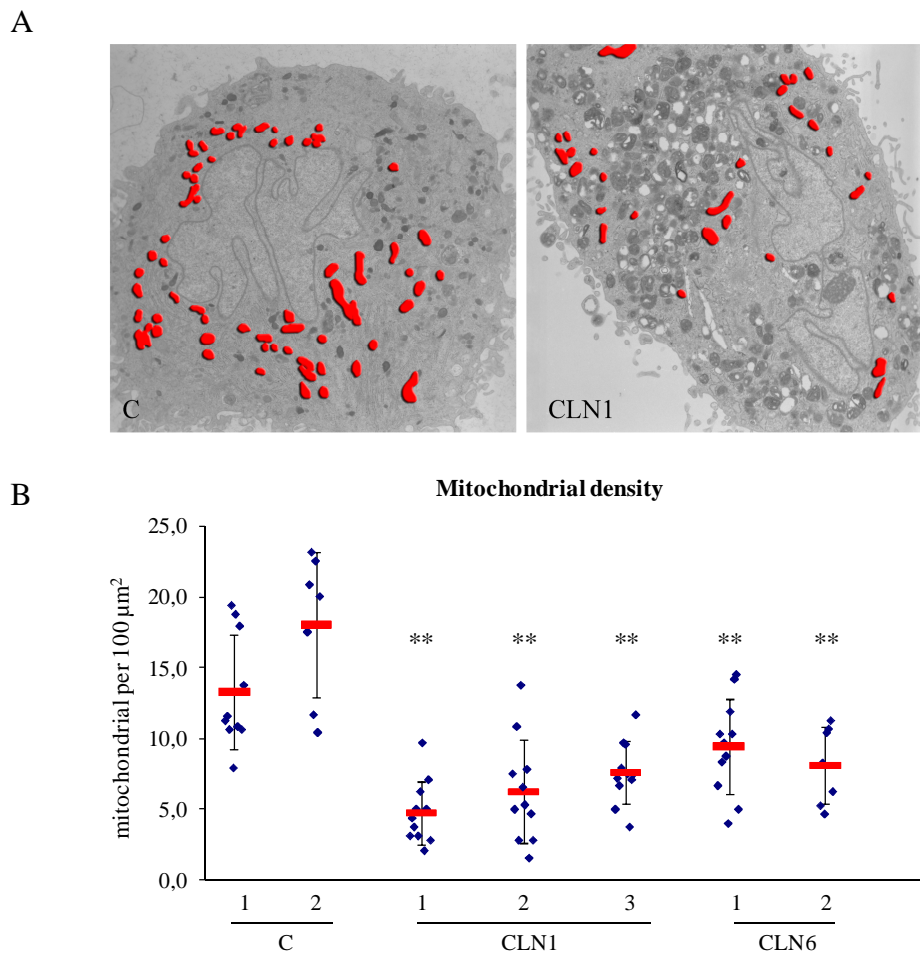 A
C
CLN1
B
Mitochondrial density
mitochondrial per 100 µm²
25,0
20,0
15,0
10,0
5,0
0,0
** ** ** ** **
1 2 1 2 3 1 2
C CLN1 CLN6